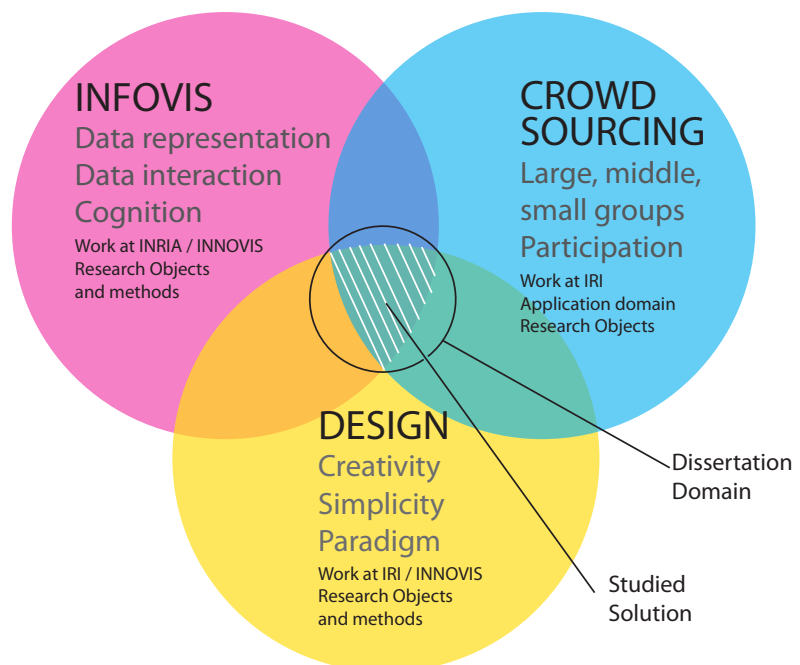 INFOVIS
Data representation
Data interaction
Cognition
Work at INRIA / INNOVIS
Research Objects
and methods
CROWD
SOURCING
Large, middle,
small groups
Participation
Work at IRI
Application domain
Research Objects
DESIGN
Creativity
Simplicity
Paradigm
Work at IRI / INNOVIS
Research Objects
and methods
Dissertation
Domain
Studied
Solution